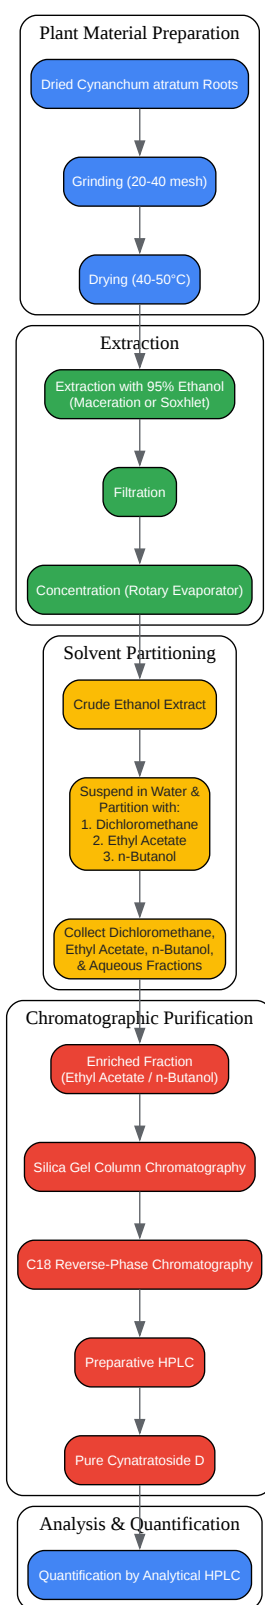 Plant Material Preparation
Dried Cynanchum atratum Roots
Grinding (20-40 mesh)
Drying (40-50°C)
Extraction
Extraction with 95% Ethanol
(Maceration or Soxhlet)
Filtration
Concentration (Rotary Evaporator)
Solvent Partitioning
Crude Ethanol Extract
Suspend in Water &
Partition with:
1. Dichloromethane
2. Ethyl Acetate
3. n-Butanol
Collect Dichloromethane,
Ethyl Acetate, n-Butanol,
& Aqueous Fractions
Chromatographic Purification
Enriched Fraction
(Ethyl Acetate / n-Butanol)
Silica Gel Column Chromatography
C18 Reverse-Phase Chromatography
Preparative HPLC
Pure Cynatratoside D
Analysis & Quantification
Quantification by Analytical HPLC